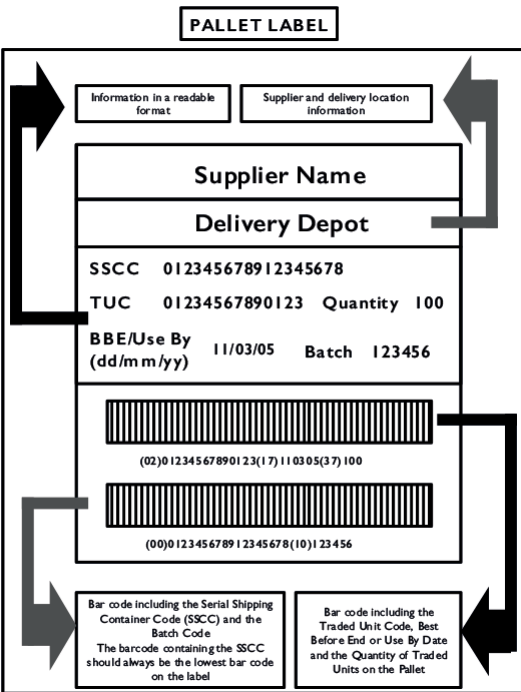 PALLET LABEL
Information in a readable
format
Supplier and delivery location
information
Supplier Name
Delivery Depot
SSCC 012345678912345678
TUC 01234567890123 Quantity 100
BBE/Use By
(dd/mm/yy) 11/03/05 Batch 123456
(02)01234567890123(17)110305(37)100
(00)012345678912345678(10)123456
Bar code including the Serial Shipping
Container Code (SSCC) and the
Batch Code
The barcode containing the SSCC
should always be the lowest bar code
on the label
Bar code including the
Traded Unit Code, Best
Before End or Use By Date
and the Quantity of Traded
Units on the Pallet